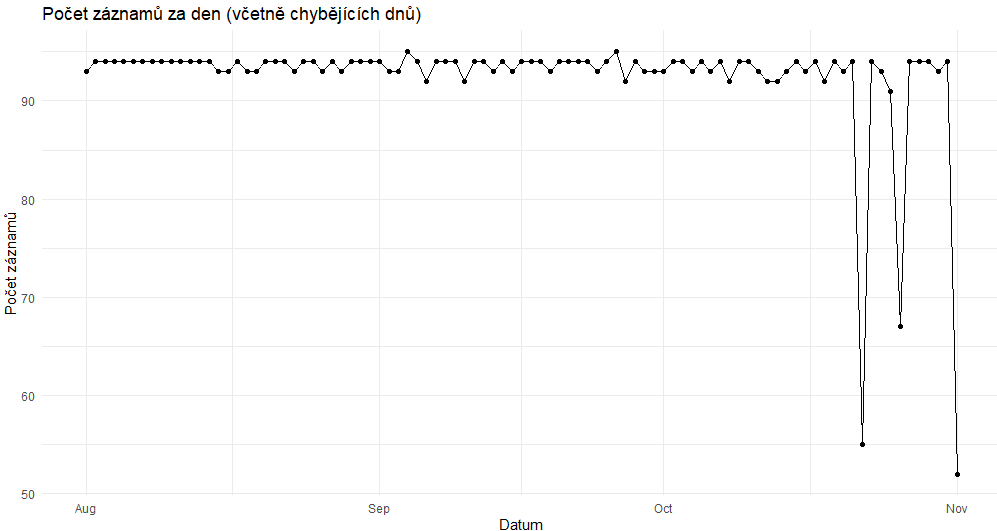 Počet záznamů za den (včetně chybějících dnů)
Počet záznamů
90
80
70
60
50
Aug Sep Oct Nov
Datum